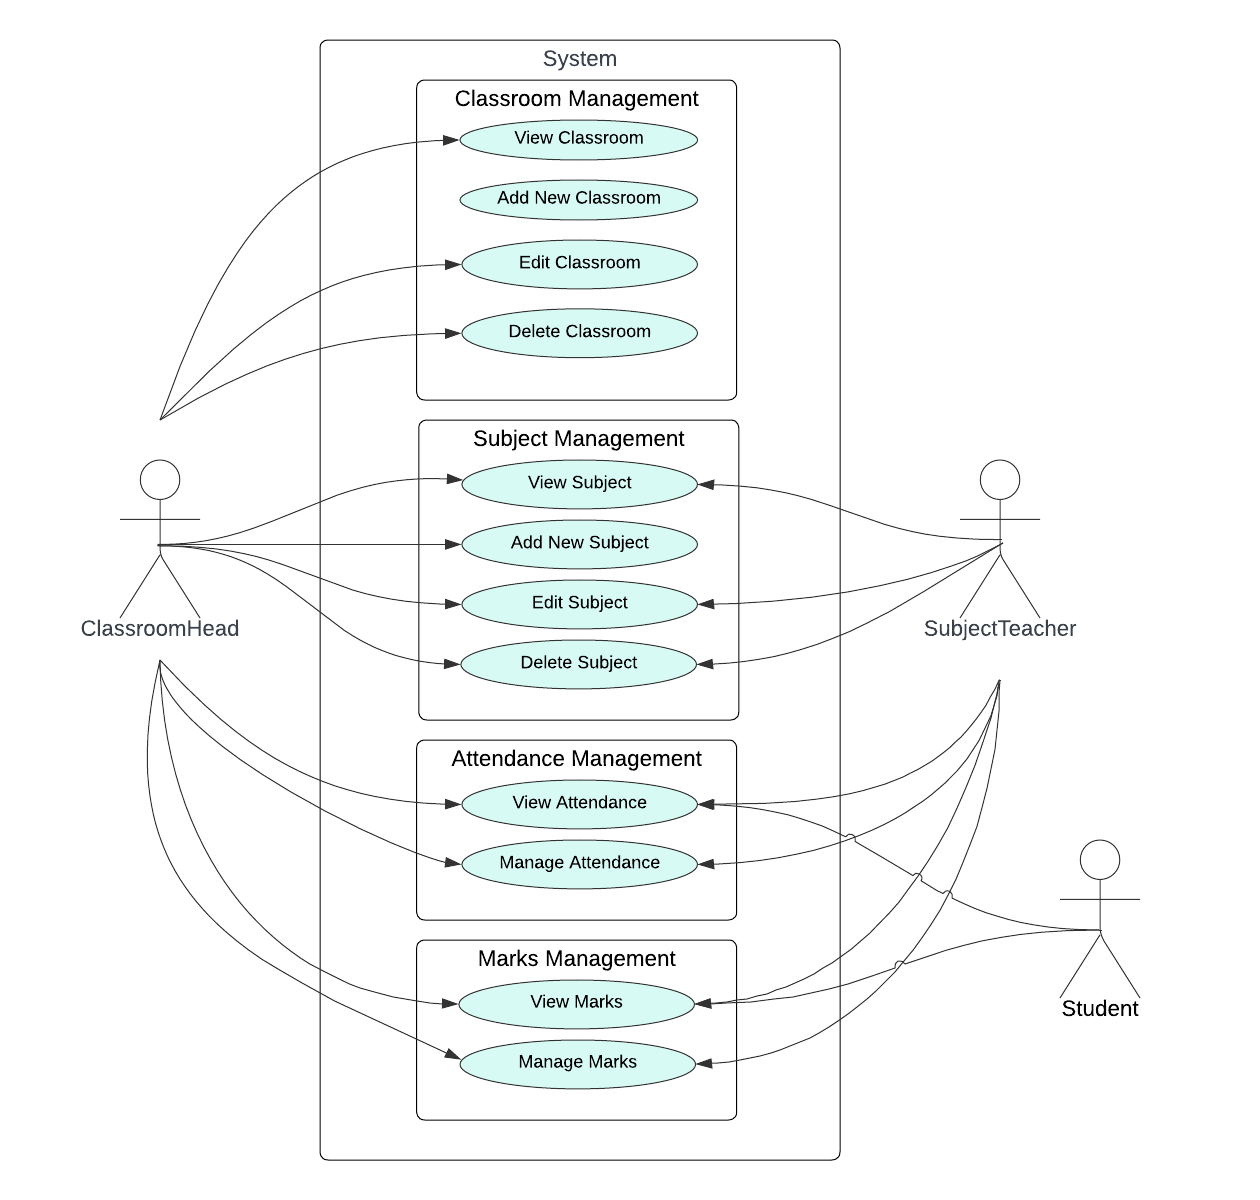 System
Classroom Management
View Classroom
Add New Classroom
Edit Classroom
Delete Classroom
Subject Management
View Subject
Add New Subject
Edit Subject
Delete Subject
ClassroomHead
SubjectTeacher
Attendance Management
View Attendance
Manage Attendance
Marks Management
View Marks
Manage Marks
Student